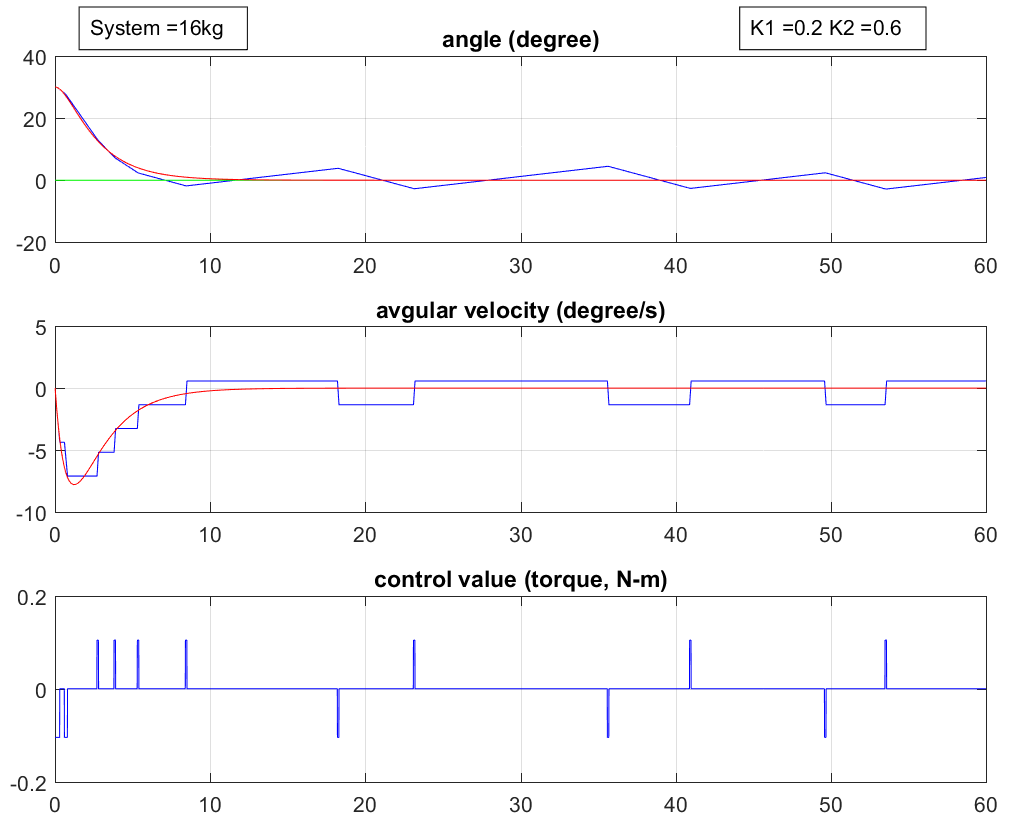 System =16kg
K1 =0.2 K2 =0.6
angle (degree)
40
20
0
-20
0 10 20 30 40 50 60
avgular velocity (degree/s)
5
0
-5
-10
0 10 20 30 40 50 60
control value (torque, N-m)
0.2
0
-0.2
0 10 20 30 40 50 60